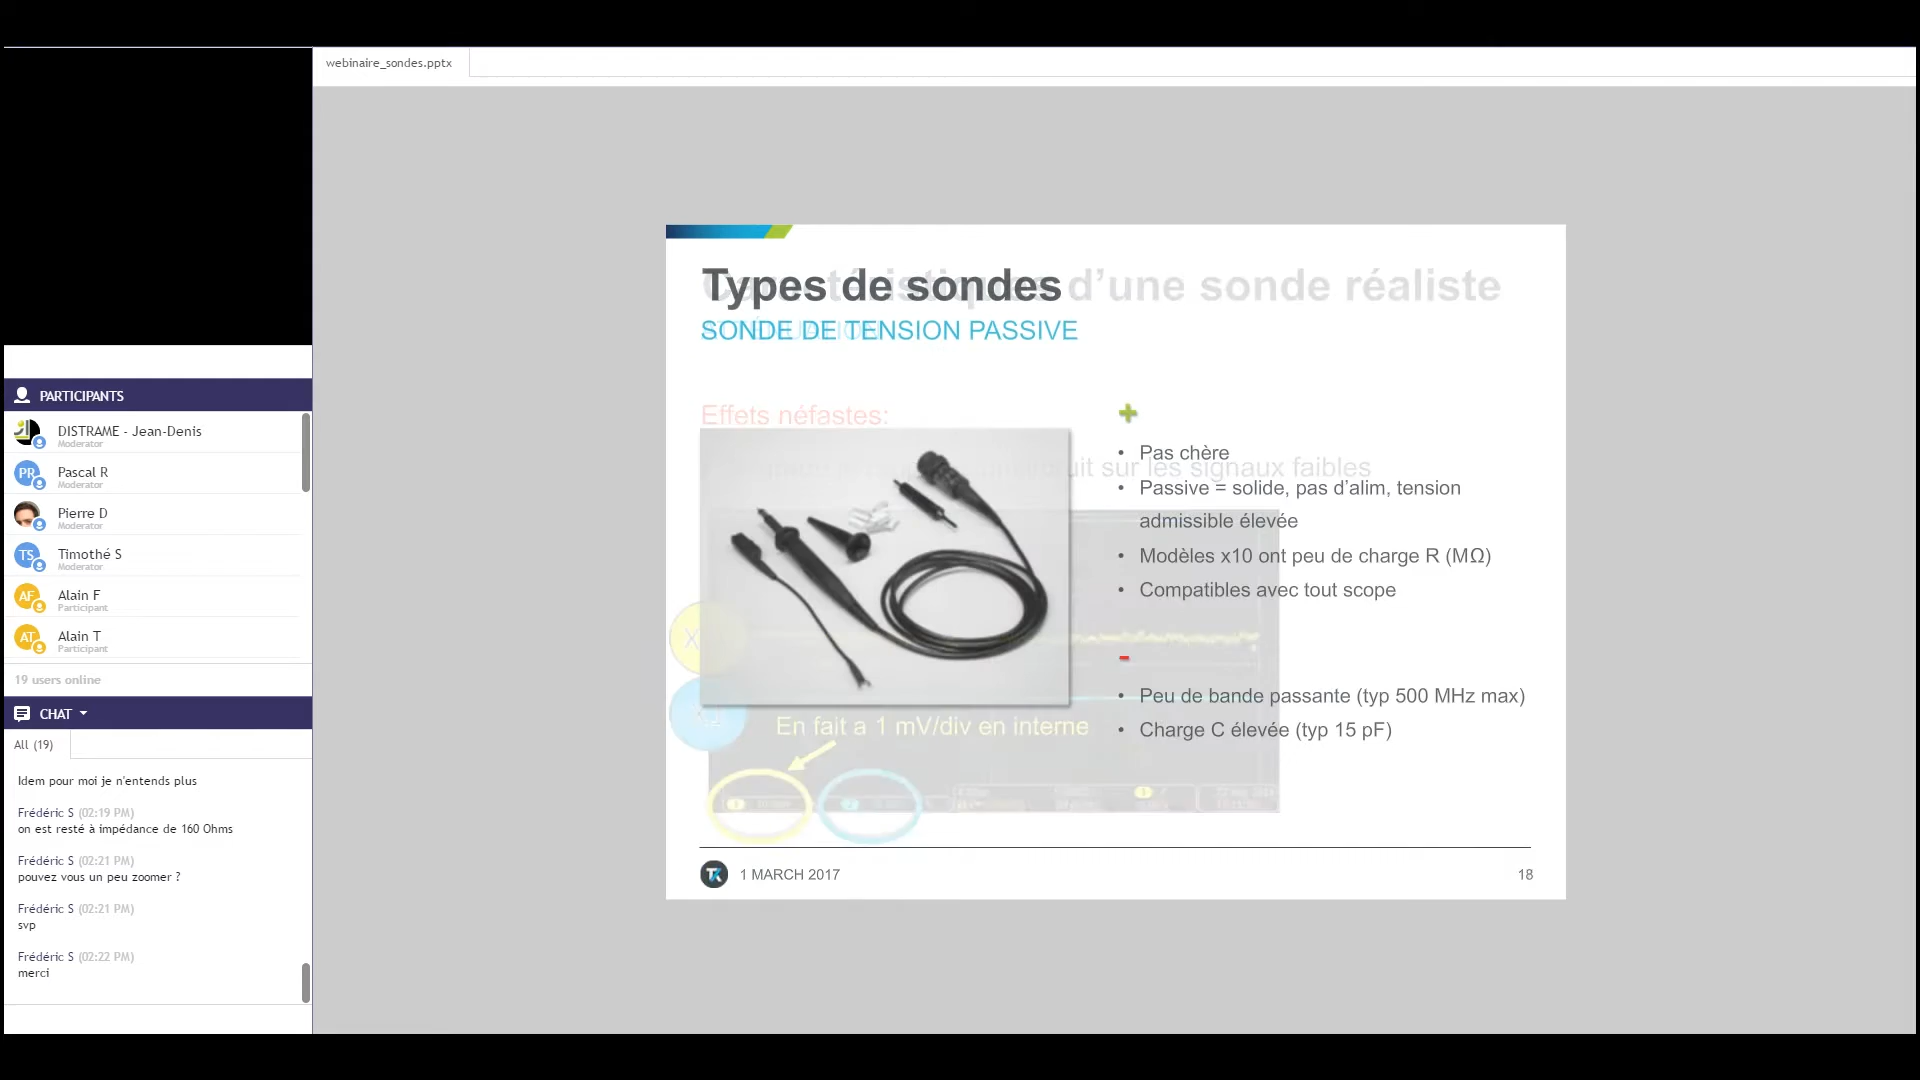 webinaire_sondes.pptx
PARTICIPANTS
DISTRAME - Jean-Denis
Moderator
PR
Pascal R
Moderator
Pierre D
Moderator
TS
Timothé S
Moderator
AF
Alain F
Participant
AT
Alain T
Participant
19 users online
CHAT
All (19)
Idem pour moi je n'entends plus
Frédéric S (02:19 PM)
on est resté à impédance de 160 Ohms
Frédéric S (02:21 PM)
pouvez vous un peu zoomer ?
Frédéric S (02:21 PM)
svp
Frédéric S (02:22 PM)
merci
Types de sondes
d’une sonde réaliste
SONDE DE TENSION PASSIVE
Effets néfastes:
sur les signaux faibles
+
• Pas chère
• Passive = solide, pas d’alim, tension
admissible élevée
• Modèles x10 ont peu de charge R (MΩ)
• Compatibles avec tout scope
-
• Peu de bande passante (typ 500 MHz max)
• Charge C élevée (typ 15 pF)
En fait a 1 mV/div en interne
1 MARCH 2017
18